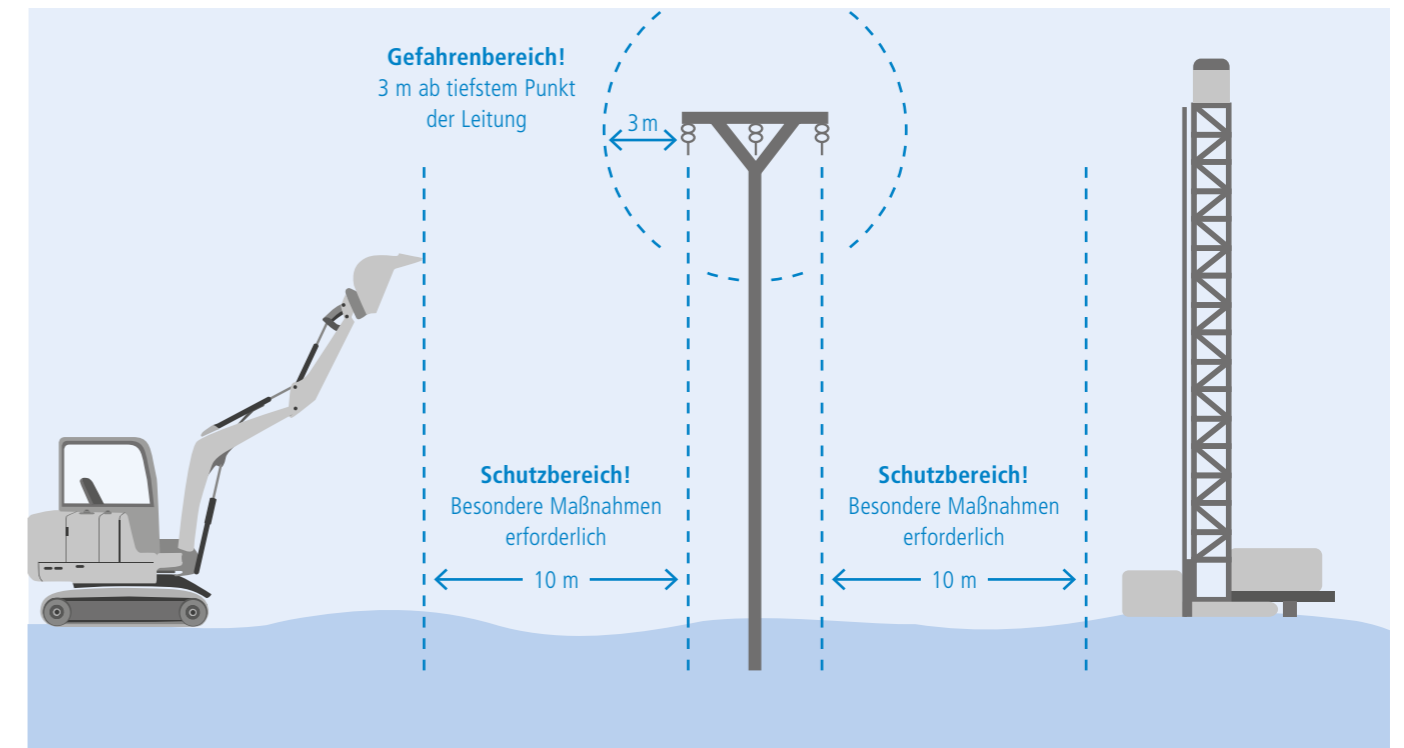 Gefahrenbereich!
3 m ab tiefstem Punkt
der Leitung
3 m
Schutzbereich!
Besondere Maßnahmen
erforderlich
10 m
Schutzbereich!
Besondere Maßnahmen
erforderlich
10 m